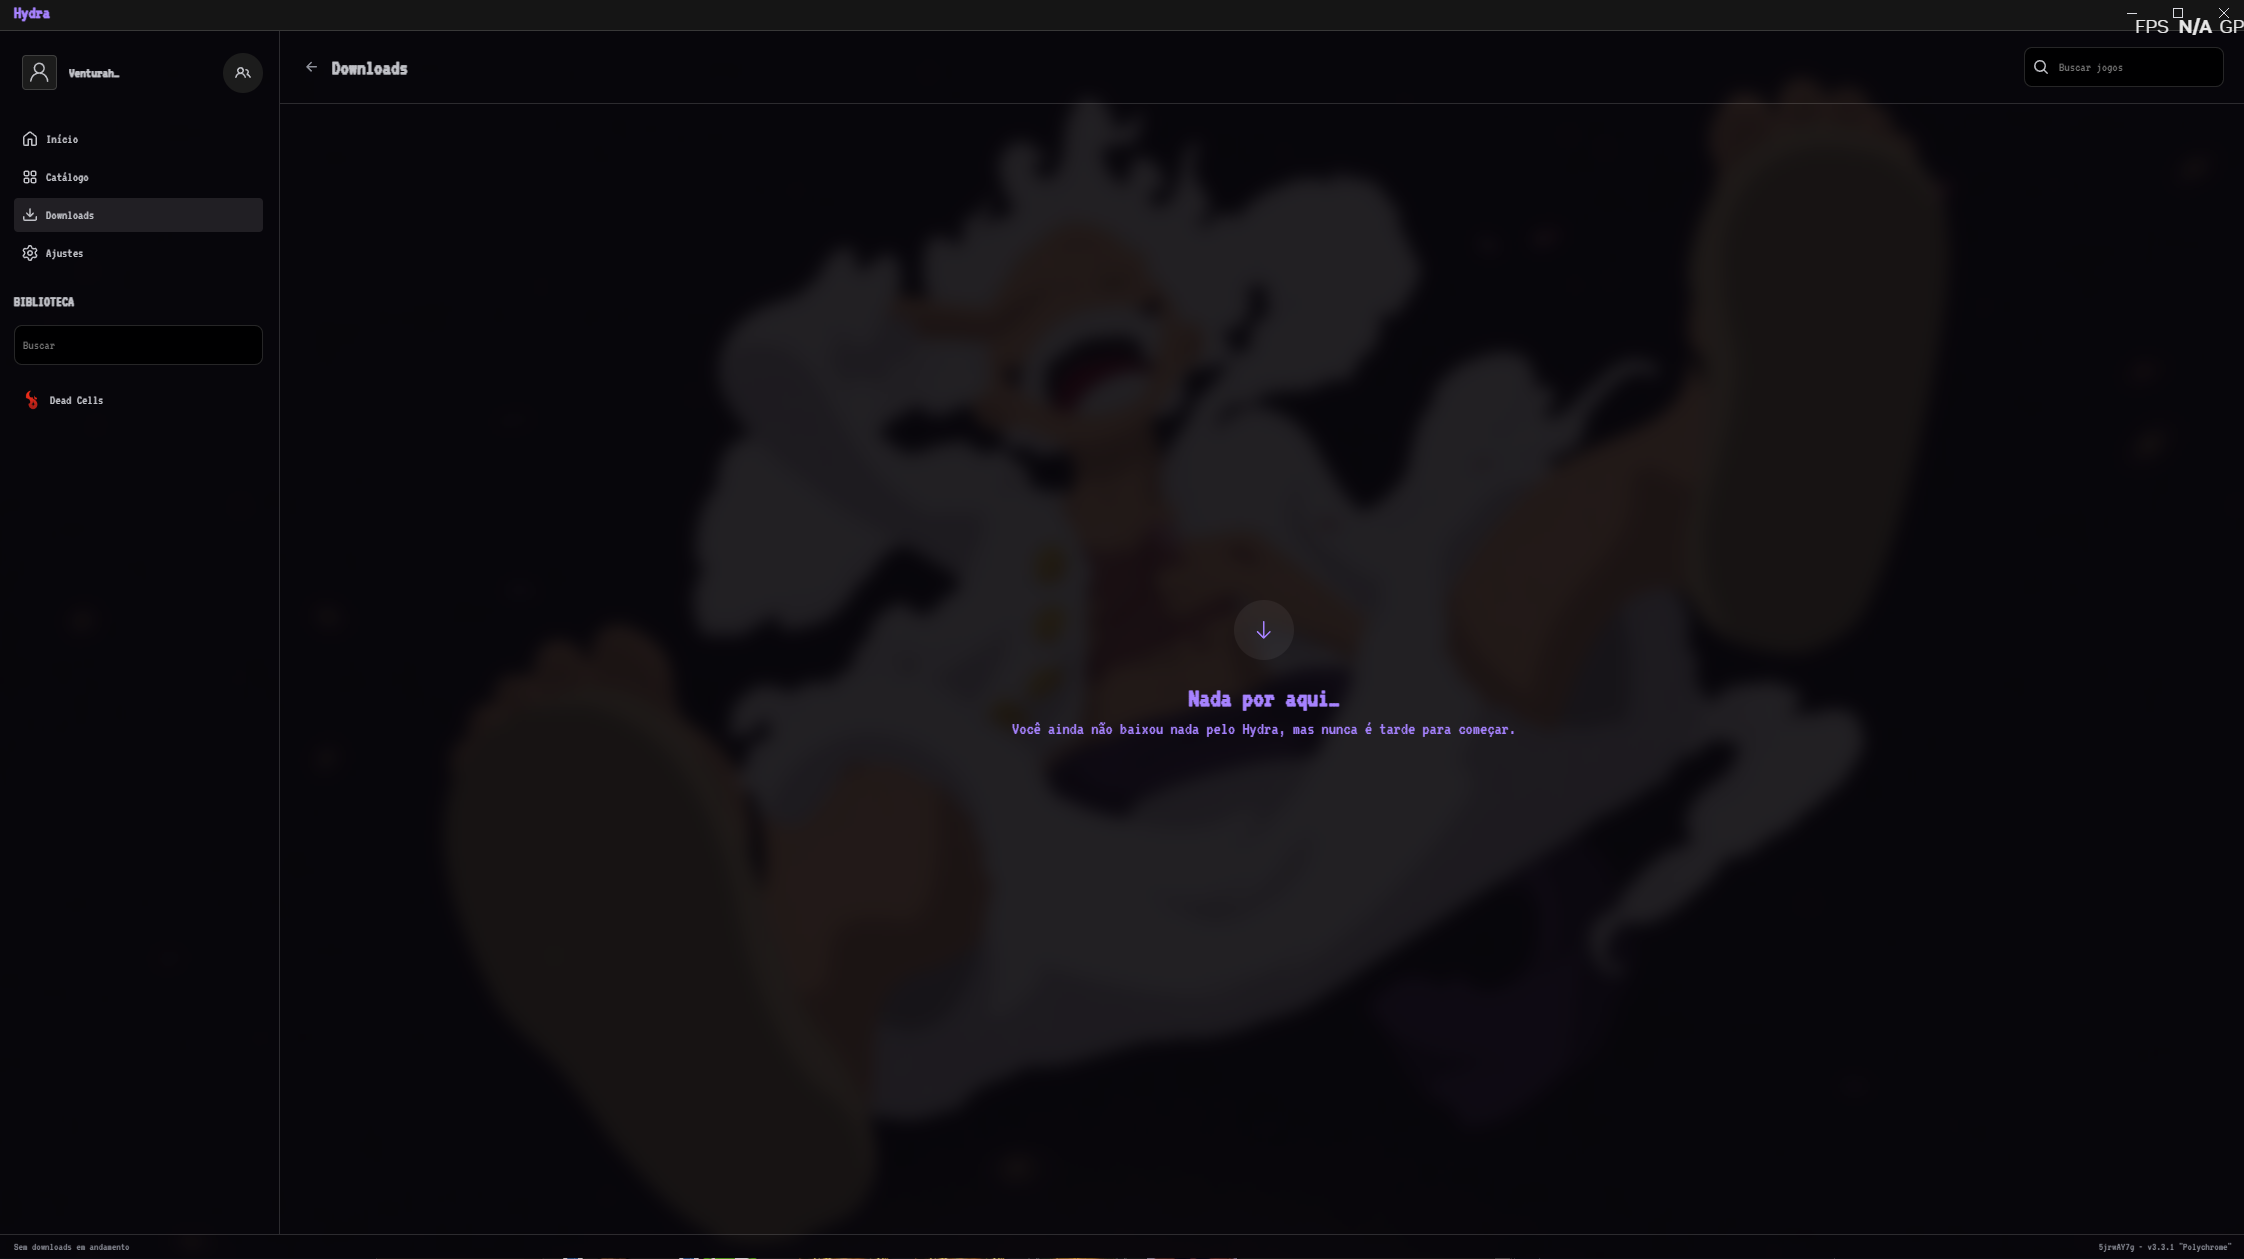 Hydra
FPS N/A GP
Venturah…
Downloads
Buscar jogos
Início
Catálogo
Downloads
Ajustes
BIBLIOTECA
Buscar
Dead Cells
Nada por aqui…
Você ainda não baixou nada pelo Hydra, mas nunca é tarde para começar.
Sem downloads em andamento
5jrwAY7g - v3.3.1 "Polychrome"